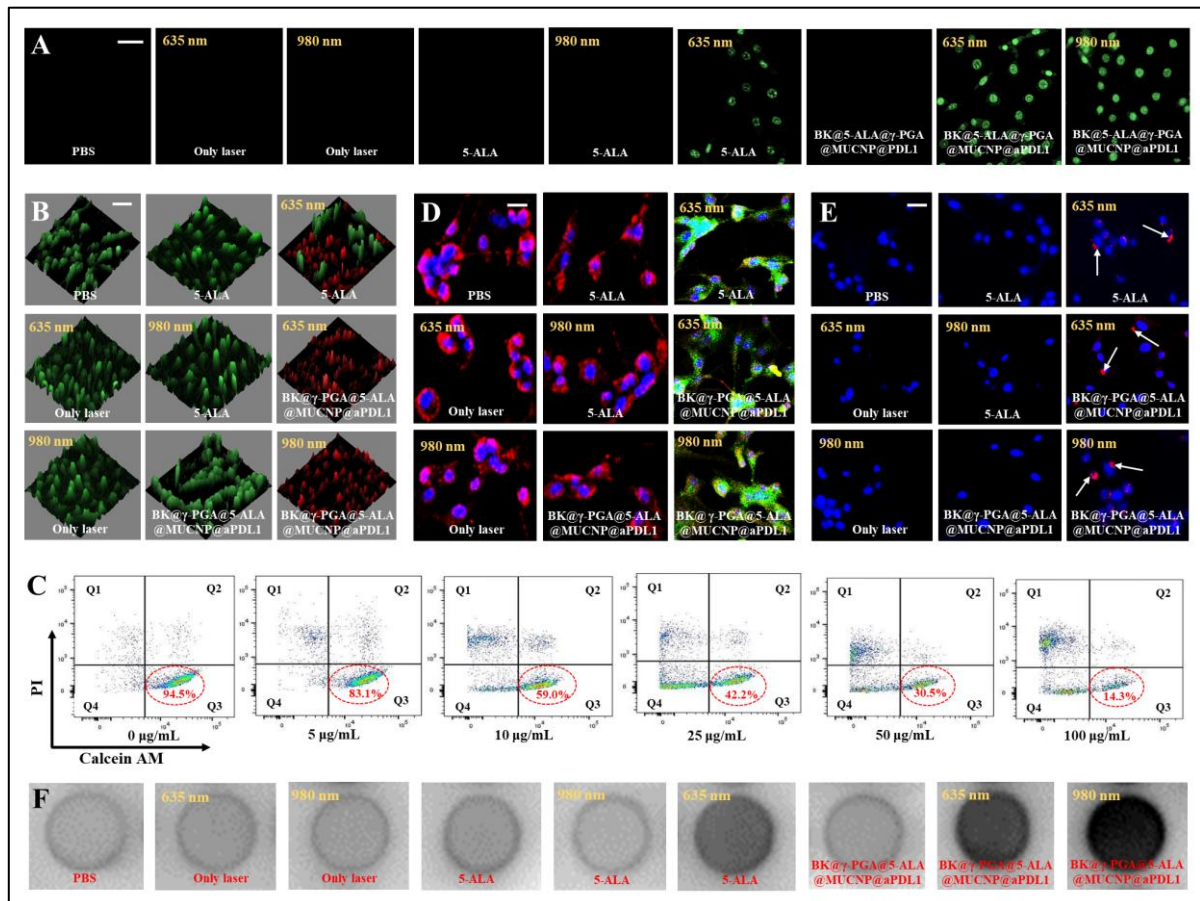 A
635 nm
980 nm
980 nm
635 nm
635 nm
980 nm
PBS
Only laser
Only laser
5-ALA
5-ALA
5-ALA
BK@5-ALA@γ-PGA
@MUCNP@PDL1
BK@5-ALA@γ-PGA
@MUCNP@aPDL1
BK@5-ALA@γ-PGA
@MUCNP@aPDL1
B
635 nm
PBS
5-ALA
5-ALA
635 nm
980 nm
635 nm
Only laser
5-ALA
BK@γ-PGA@5-ALA
@MUCNP@aPDL1
980 nm
980 nm
Only laser
BK@γ-PGA@5-ALA
@MUCNP@aPDL1
BK@γ-PGA@5-ALA
@MUCNP@aPDL1
D
635 nm
PBS
5-ALA
5-ALA
635 nm
980 nm
635 nm
Only laser
5-ALA
BK@γ-PGA@5-ALA
@MUCNP@aPDL1
980 nm
980 nm
Only laser
BK@γ-PGA@5-ALA
@MUCNP@aPDL1
BK@γ-PGA@5-ALA
@MUCNP@aPDL1
E
635 nm
PBS
5-ALA
5-ALA
635 nm
980 nm
635 nm
Only laser
5-ALA
BK@γ-PGA@5-ALA
@MUCNP@aPDL1
980 nm
980 nm
Only laser
BK@γ-PGA@5-ALA
@MUCNP@aPDL1
BK@γ-PGA@5-ALA
@MUCNP@aPDL1
C
Q1 Q2 Q1 Q2 Q1 Q2 Q1 Q2 Q1 Q2 Q1 Q2
PI
94.5% 83.1% 59.0% 42.2% 30.5% 14.3%
Q4 Q3 Q4 Q3 Q4 Q3 Q4 Q3 Q4 Q3 Q4 Q3
0 μg/mL 5 μg/mL 10 μg/mL 25 μg/mL 50 μg/mL 100 μg/mL
Calcein AM
F
635 nm
980 nm
980 nm
635 nm
635 nm
980 nm
PBS
Only laser
Only laser
5-ALA
5-ALA
5-ALA
BK@γ-PGA@5-ALA
@MUCNP@aPDL1
BK@γ-PGA@5-ALA
@MUCNP@aPDL1
BK@γ-PGA@5-ALA
@MUCNP@aPDL1